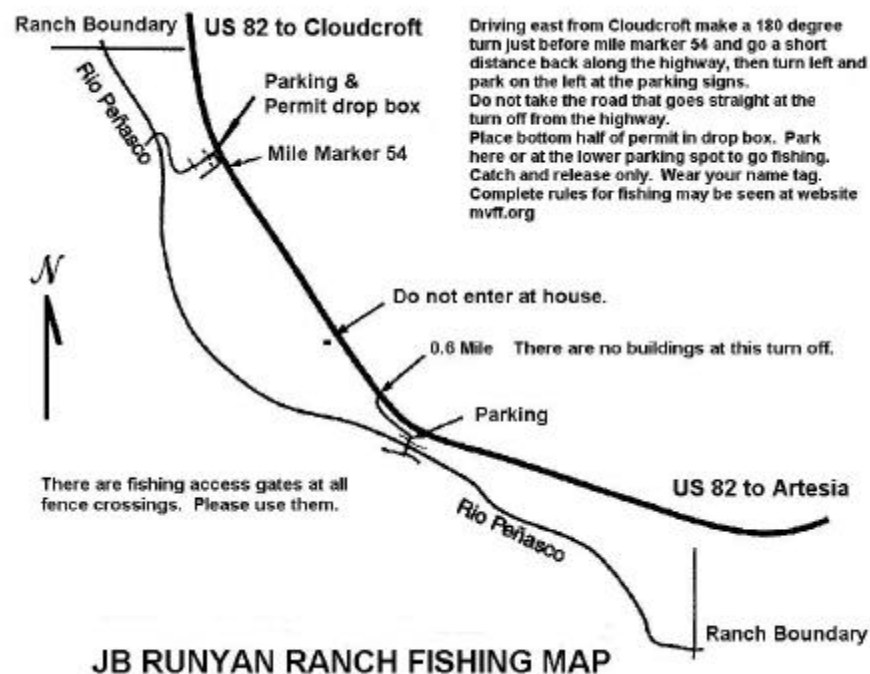 Ranch Boundary
US 82 to Cloudcroft
Driving east from Cloudcroft make a 180 degree
turn just before mile marker 54 and go a short
distance back along the highway, then turn left and
park on the left at the parking signs.
Do not take the road that goes straight at the
turn off from the highway.
Place bottom half of permit in drop box. Park
here or at the lower parking spot to go fishing.
Catch and release only. Wear your name tag.
Complete rules for fishing may be seen at website
mvff.org
Rio Peñasco
Parking &
Permit drop box
Mile Marker 54
N
Do not enter at house.
0.6 Mile There are no buildings at this turn off.
Parking
There are fishing access gates at all
fence crossings. Please use them.
US 82 to Artesia
Rio Peñasco
Ranch Boundary
JB RUNYAN RANCH FISHING MAP